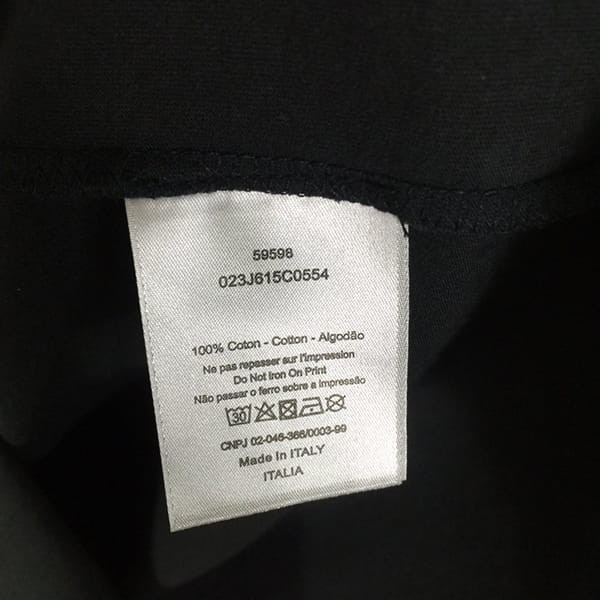 59598
023J615C0554
100% Coton - Cotton - Algodão
Ne pas repasser sur l'impression
Do Not Iron On Print
Não passar o ferro sobre a impressão
30
CNPJ 02-046-366/0003-99
Made In ITALY
ITALIA